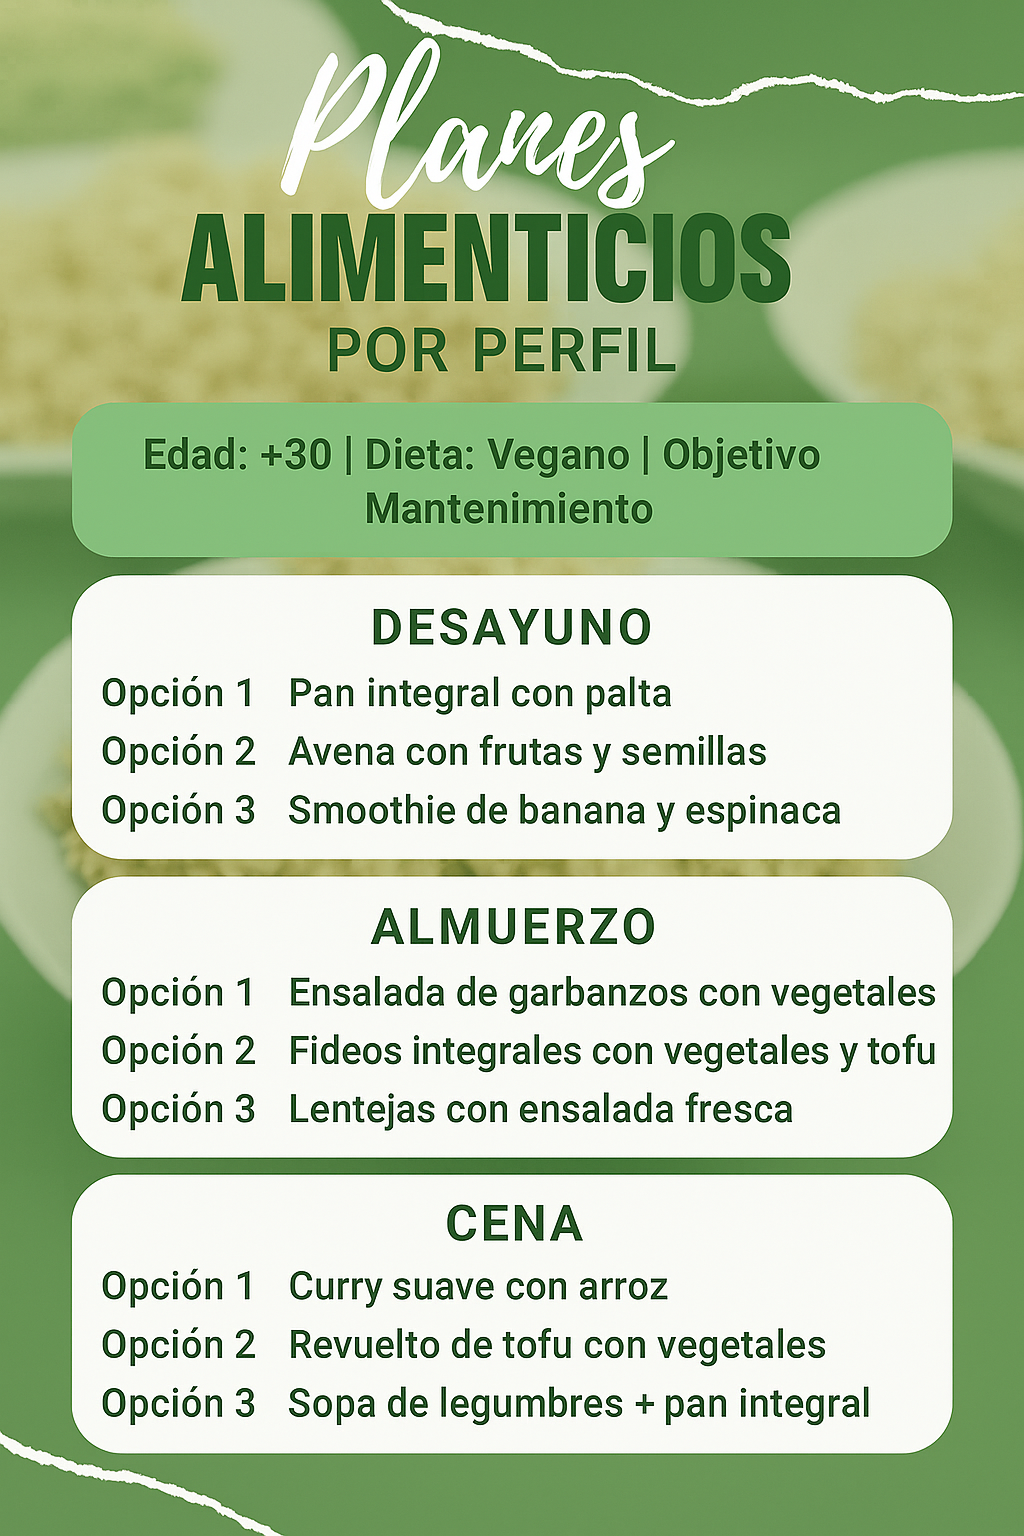 Planes
ALIMENTICIOS
POR PERFIL
Edad: +30 | Dieta: Vegano | Objetivo
Mantenimiento
DESAYUNO
Opción 1 Pan integral con palta
Opción 2 Avena con frutas y semillas
Opción 3 Smoothie de banana y espinaca
ALMUERZO
Opción 1 Ensalada de garbanzos con vegetales
Opción 2 Fideos integrales con vegetales y tofu
Opción 3 Lentejas con ensalada fresca
CENA
Opción 1 Curry suave con arroz
Opción 2 Revuelto de tofu con vegetales
Opción 3 Sopa de legumbres + pan integral